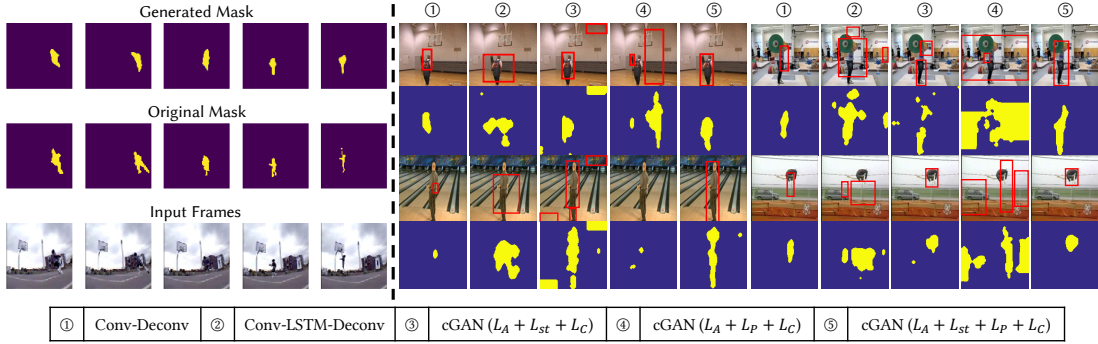 Generated Mask
Original Mask
Input Frames
① ② ③ ④ ⑤ ① ② ③ ④ ⑤
① Conv-Deconv ② Conv-LSTM-Deconv ③ cGAN (L_A + L_st + L_C) ④ cGAN (L_A + L_P + L_C) ⑤ cGAN (L_A + L_st + L_P + L_C)